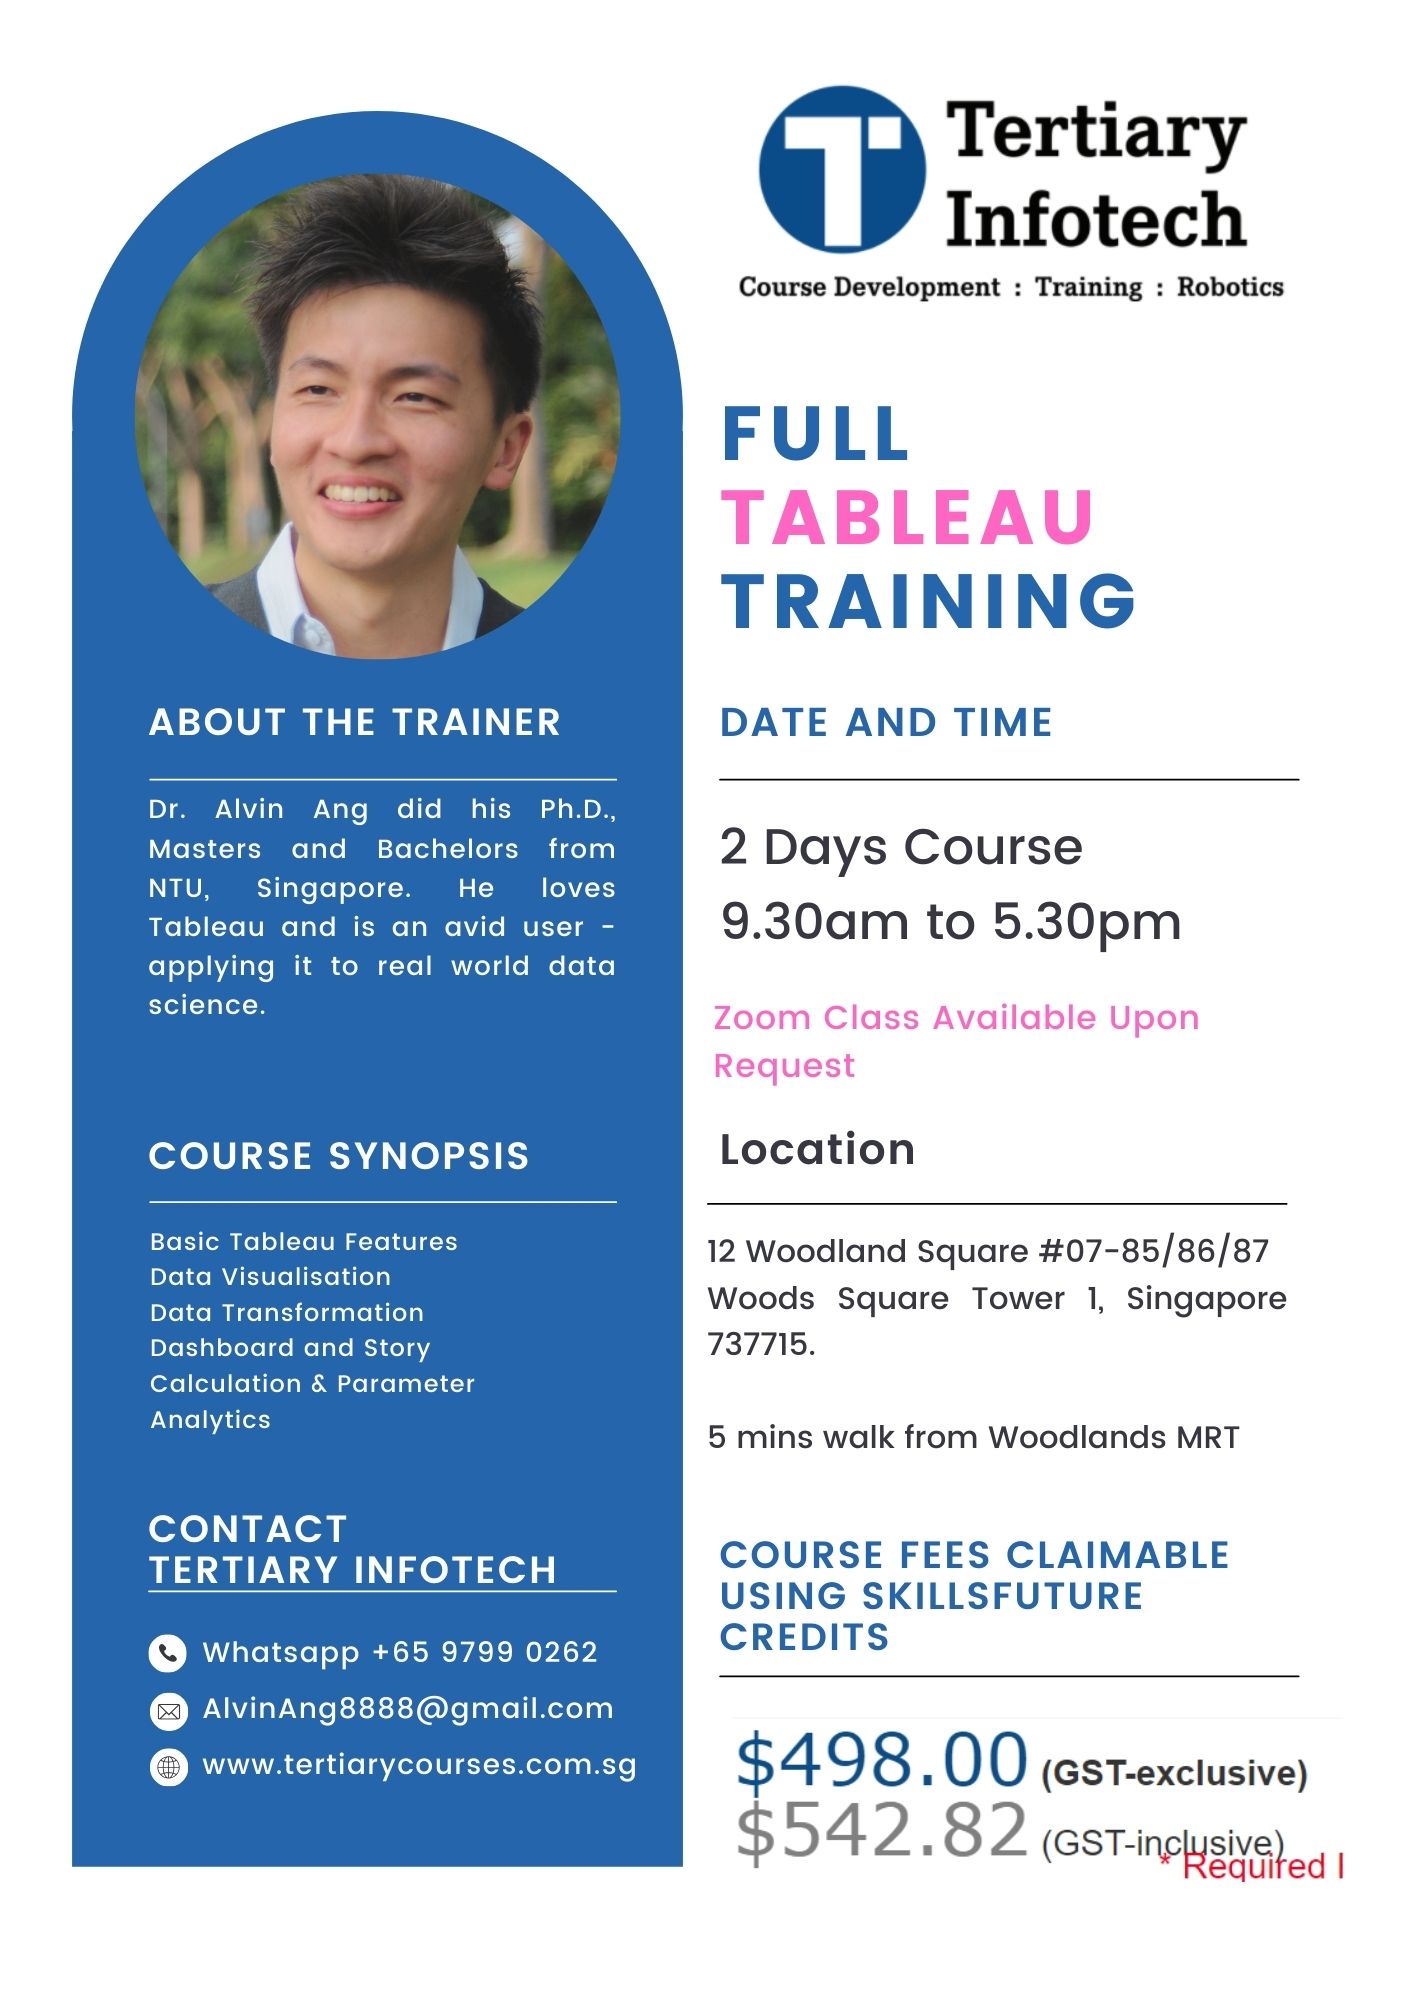 Tertiary
Infotech
Course Development : Training : Robotics
FULL
TABLEAU
TRAINING
ABOUT THE TRAINER
Dr. Alvin Ang did his Ph.D.,
Masters and Bachelors from
NTU, Singapore. He loves
Tableau and is an avid user -
applying it to real world data
science.
COURSE SYNOPSIS
Basic Tableau Features
Data Visualisation
Data Transformation
Dashboard and Story
Calculation & Parameter
Analytics
CONTACT
TERTIARY INFOTECH
Whatsapp +65 9799 0262
AlvinAng8888@gmail.com
www.tertiarycourses.com.sg
DATE AND TIME
2 Days Course
9.30am to 5.30pm
Zoom Class Available Upon
Request
Location
12 Woodland Square #07-85/86/87
Woods Square Tower 1, Singapore
737715.
5 mins walk from Woodlands MRT
COURSE FEES CLAIMABLE
USING SKILLSFUTURE
CREDITS
$498.00 (GST-exclusive)
$542.82 (GST-inclusive)
* Required